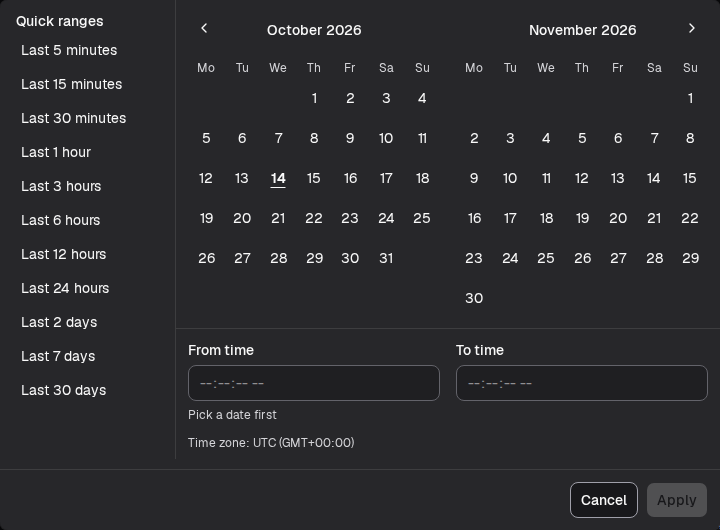 Quick ranges
Last 5 minutes
Last 15 minutes
Last 30 minutes
Last 1 hour
Last 3 hours
Last 6 hours
Last 12 hours
Last 24 hours
Last 2 days
Last 7 days
Last 30 days
October 2026
Mo Tu We Th Fr Sa Su
1 2 3 4
5 6 7 8 9 10 11
12 13 14 15 16 17 18
19 20 21 22 23 24 25
26 27 28 29 30 31
November 2026
Mo Tu We Th Fr Sa Su
1
2 3 4 5 6 7 8
9 10 11 12 13 14 15
16 17 18 19 20 21 22
23 24 25 26 27 28 29
30
From time
--:--:-- --
Pick a date first
Time zone: UTC (GMT+00:00)
To time
--:--:-- --
Cancel
Apply